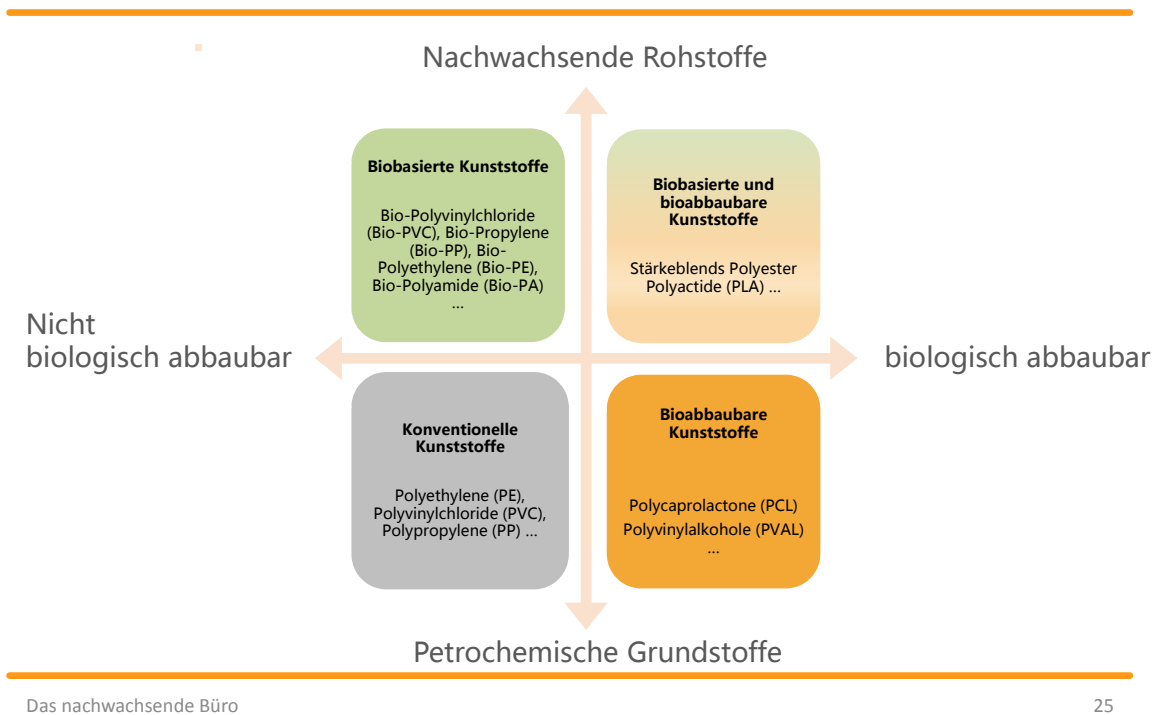 Nachwachsende Rohstoffe
Biobasierte Kunststoffe
Bio-Polyvinylchloride
(Bio-PVC), Bio-Propylene
(Bio-PP), Bio-
Polyethylene (Bio-PE),
Bio-Polyamide (Bio-PA)
...
Biobasierte und
bioabbaubare
Kunststoffe
Stärkeblends Polyester
Polyactide (PLA) ...
Nicht
biologisch abbaubar
biologisch abbaubar
Konventionelle
Kunststoffe
Polyethylene (PE),
Polyvinylchloride (PVC),
Polypropylene (PP) ...
Bioabbaubare
Kunststoffe
Polycaprolactone (PCL)
Polyvinylalkohole (PVAL)
...
Petrochemische Grundstoffe
Das nachwachsende Büro
25